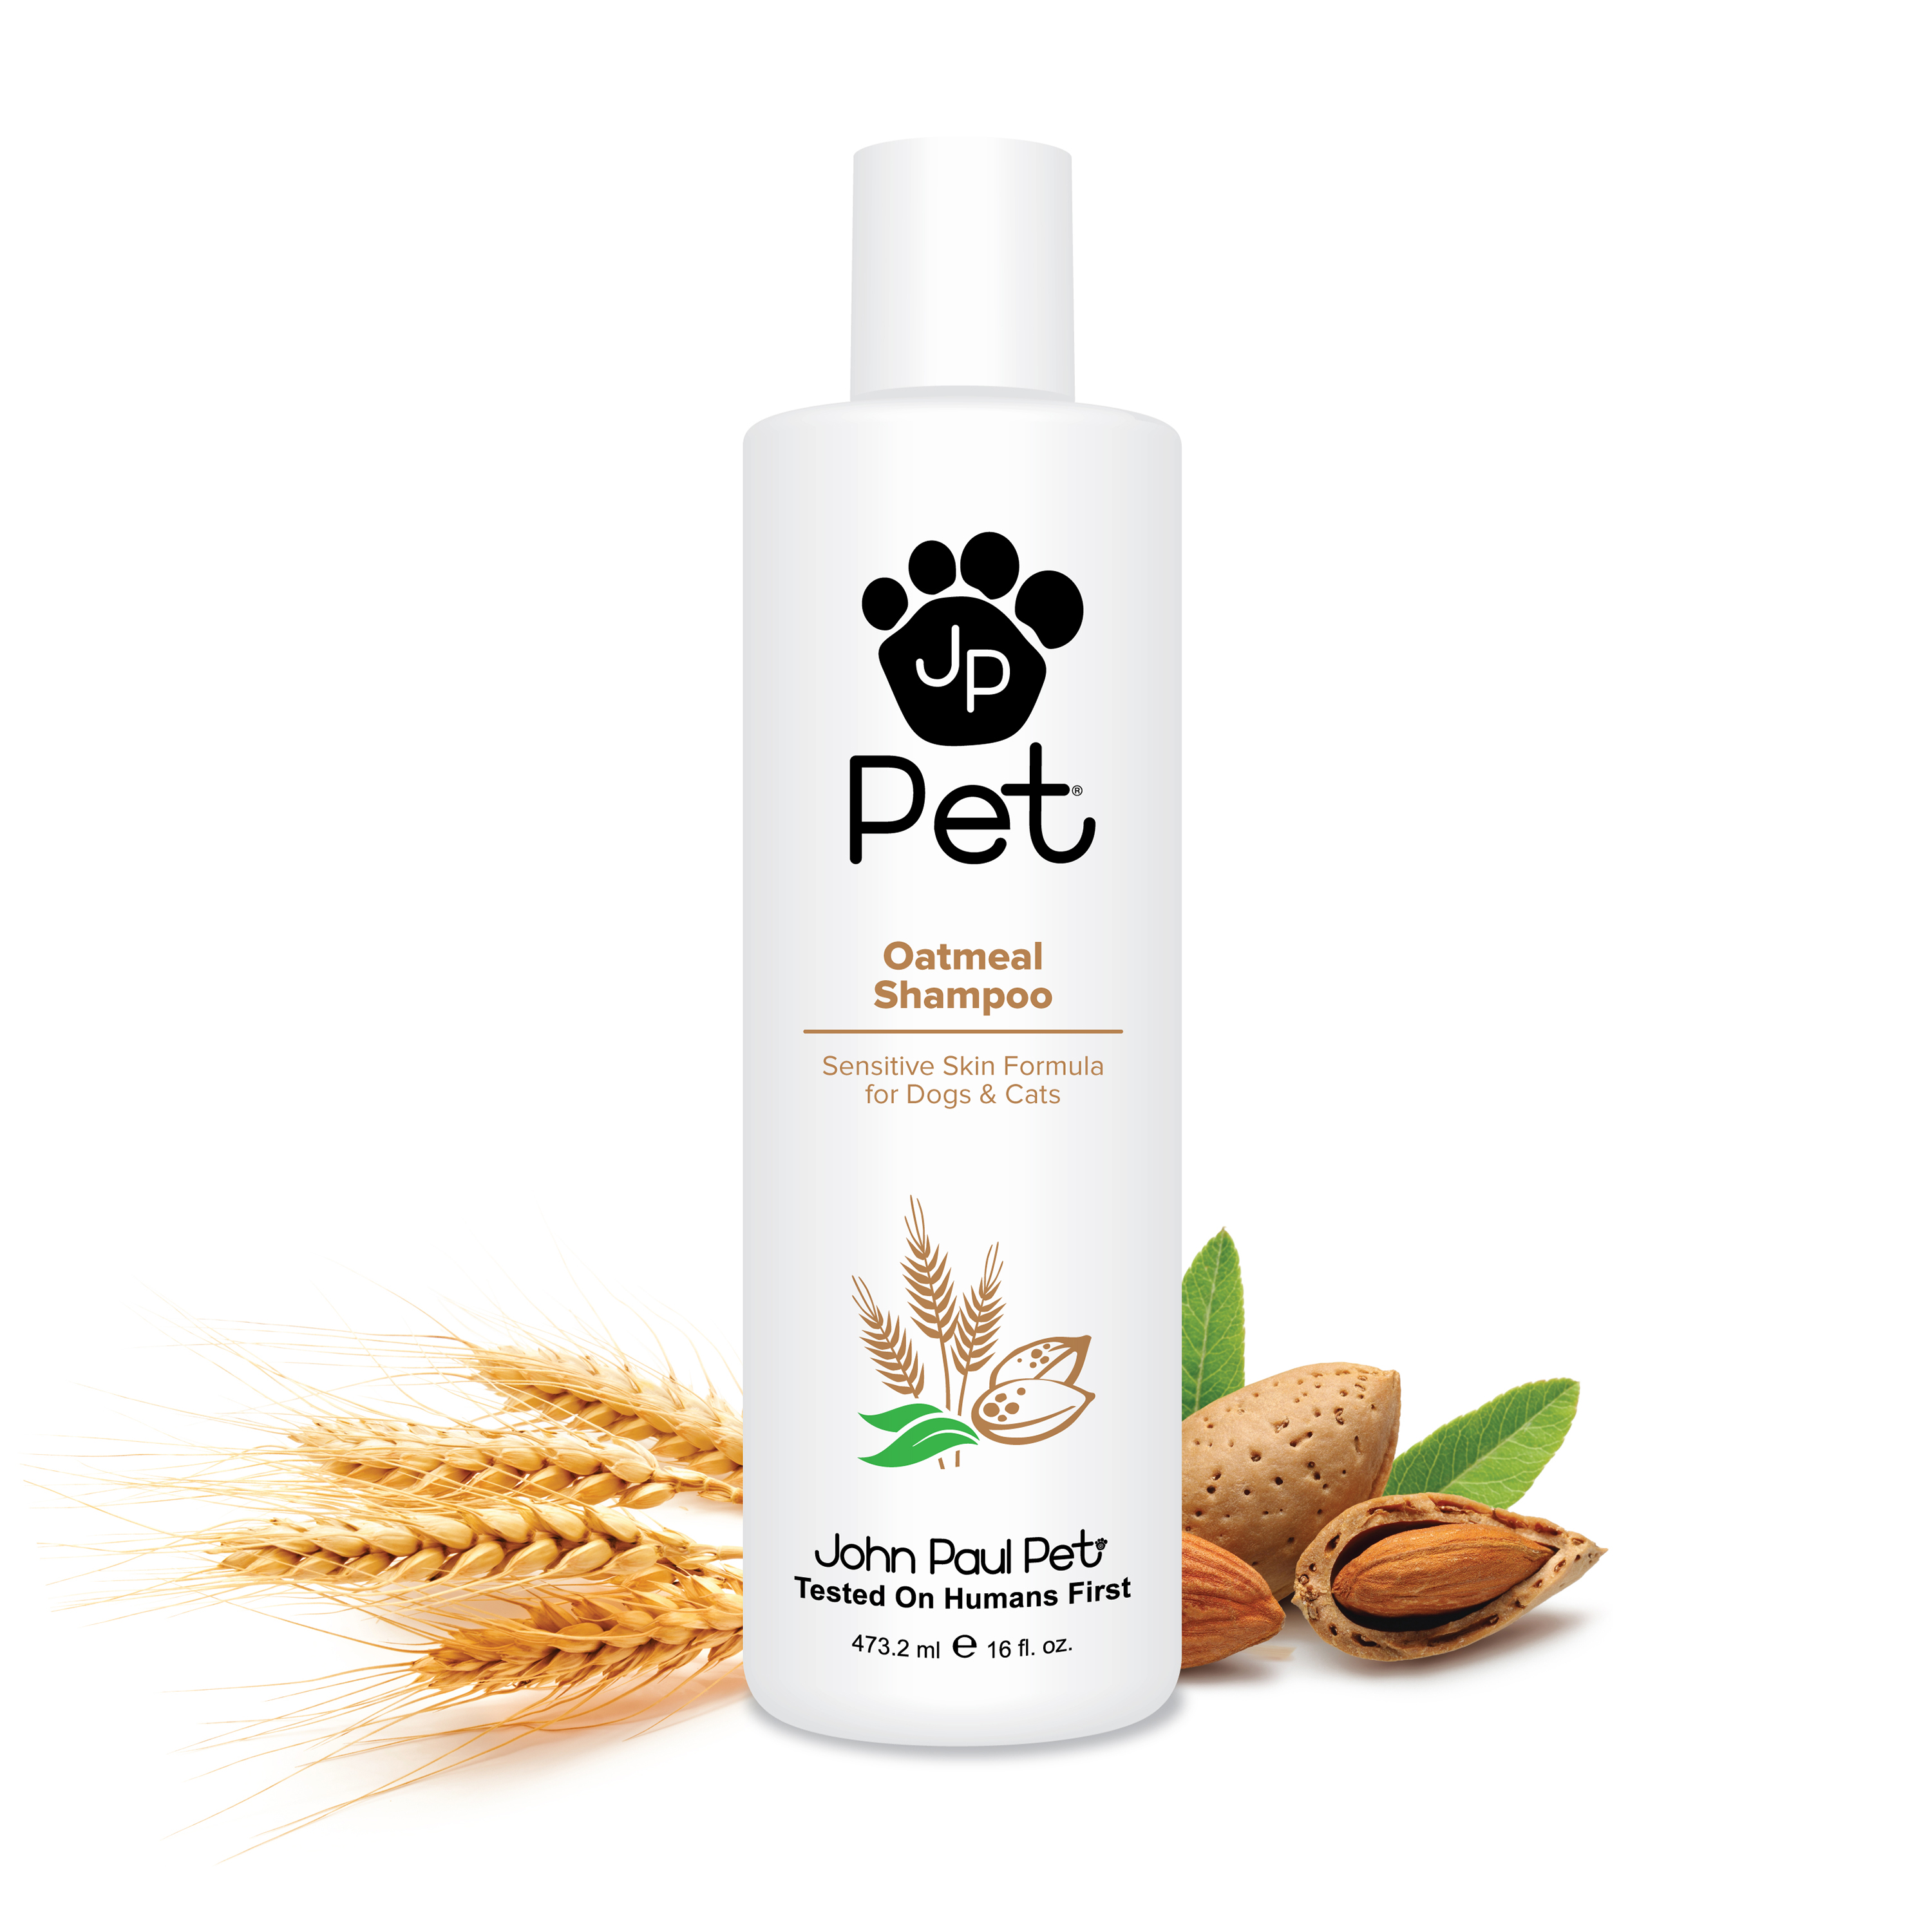 JP
Pet®
Oatmeal
Shampoo
Sensitive Skin Formula
for Dogs & Cats
John Paul Pet
Tested On Humans First
473.2 ml ℮ 16 fl. oz.